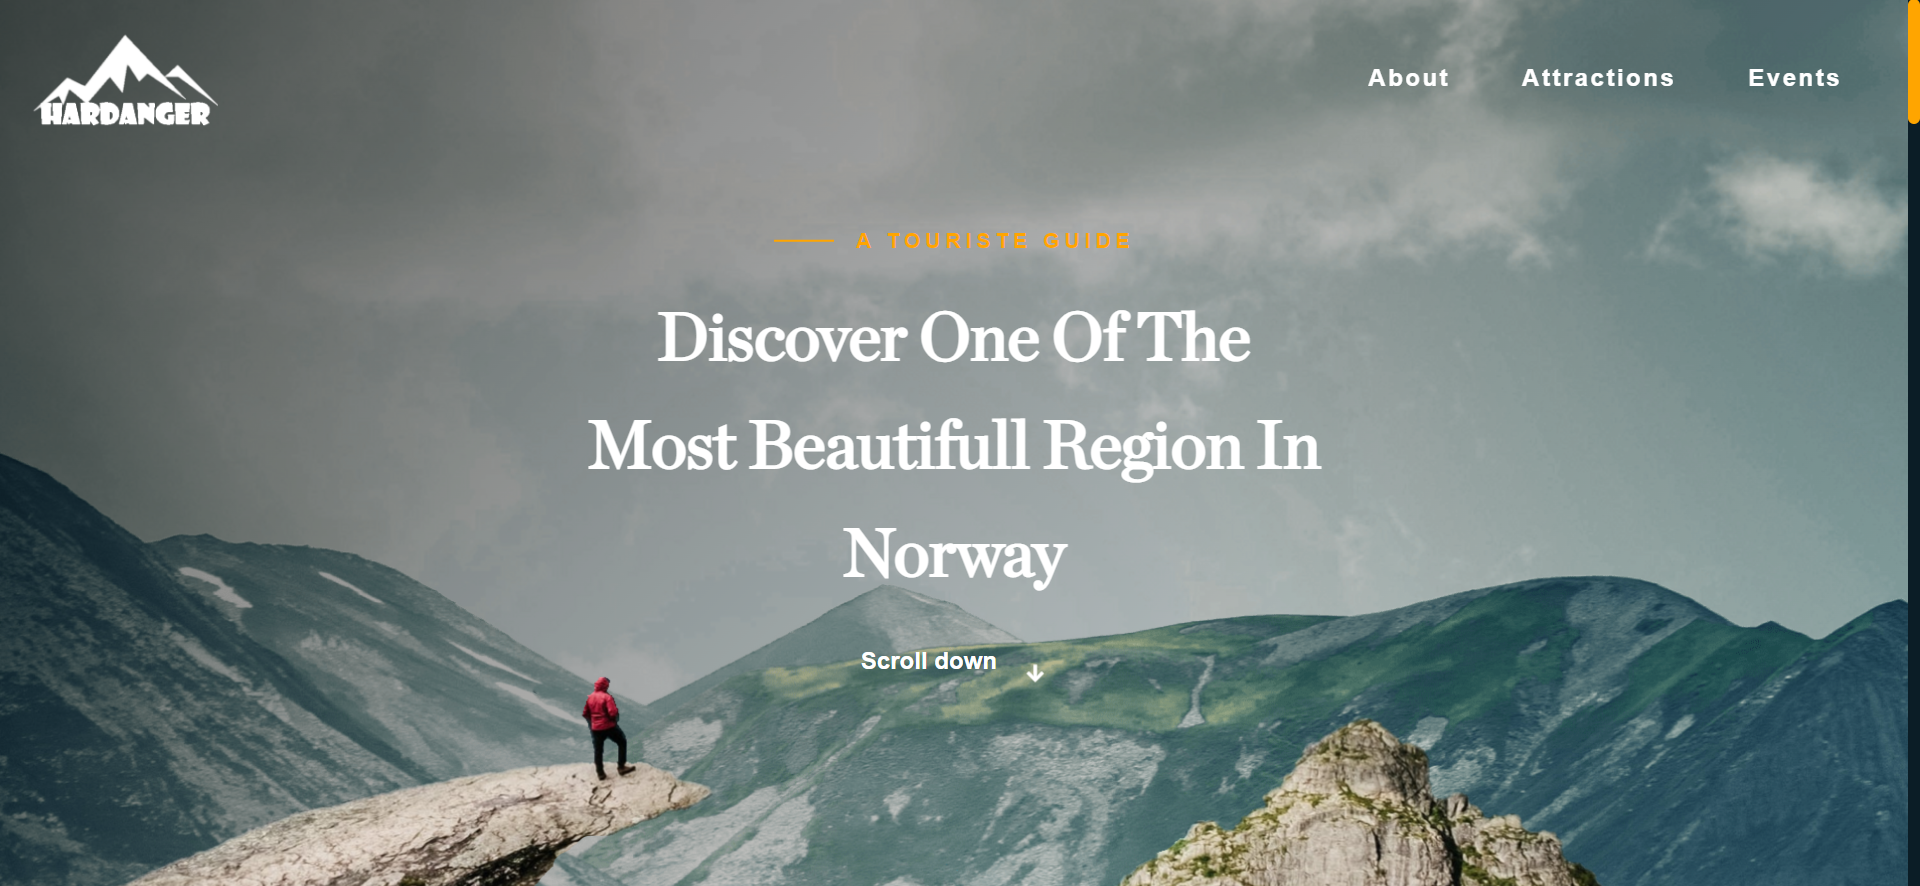 HARDANGER
About Attractions Events
A TOURISTE GUIDE
Discover One Of The
Most Beautifull Region In
Norway
Scroll down